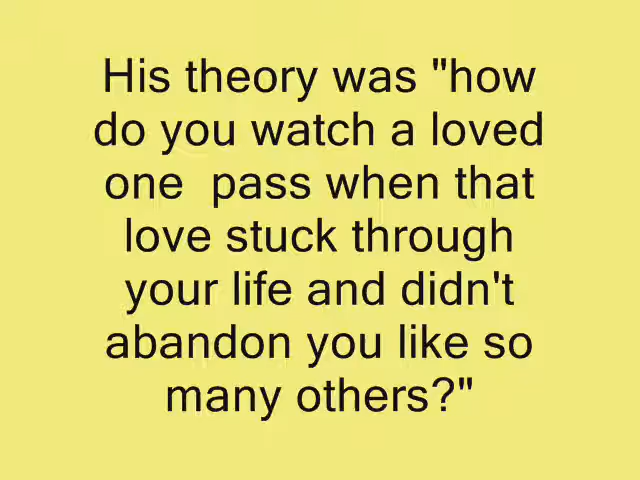 His theory was "how
do you watch a loved
one  pass when that
love stuck through
your life and didn't
abandon you like so
many others?"